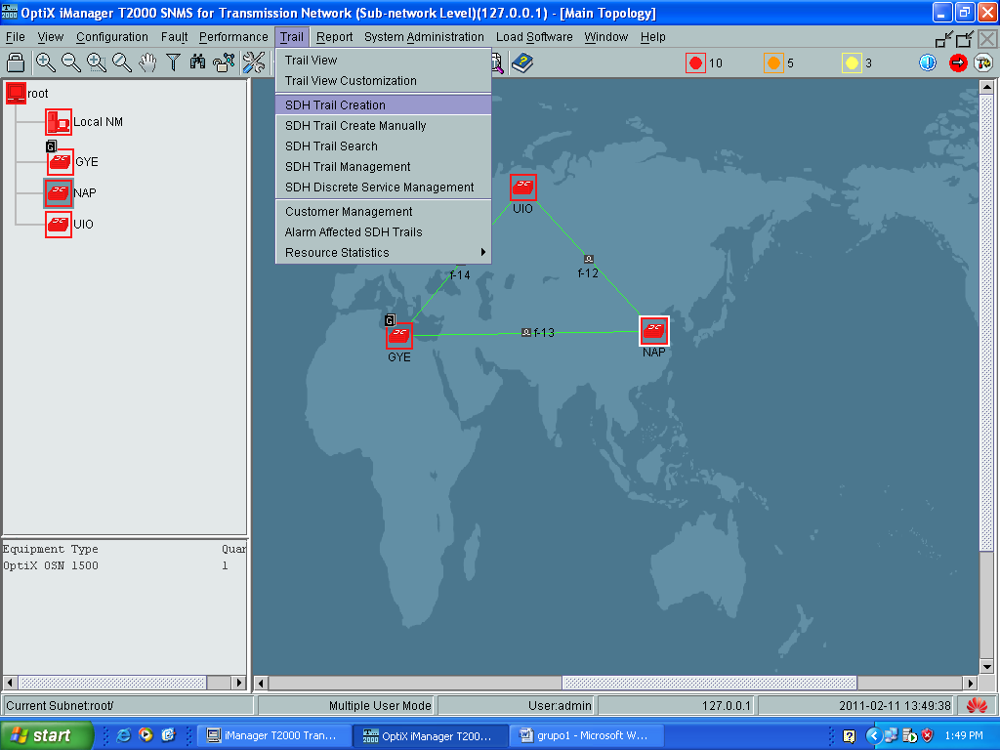 OptiX iManager T2000 SNMS for Transmission Network (Sub-network Level)(127.0.0.1) - [Main Topology]
File View Configuration Fault Performance Trail Report System Administration Load Software Window Help
10 5 3
Trail View
Trail View Customization
SDH Trail Creation
SDH Trail Create Manually
SDH Trail Search
SDH Trail Management
SDH Discrete Service Management
Customer Management
Alarm Affected SDH Trails
Resource Statistics
root
Local NM
G
GYE
NAP
UIO
UIO
f-14
f-12
G
f-13
GYE
NAP
Equipment Type Quan
OptiX OSN 1500 1
Current Subnet:root/ Multiple User Mode User:admin 127.0.0.1 2011-02-11 13:49:38
start iManager T2000 Tran... OptiX iManager T200... grupo1 - Microsoft W... 1:49 PM